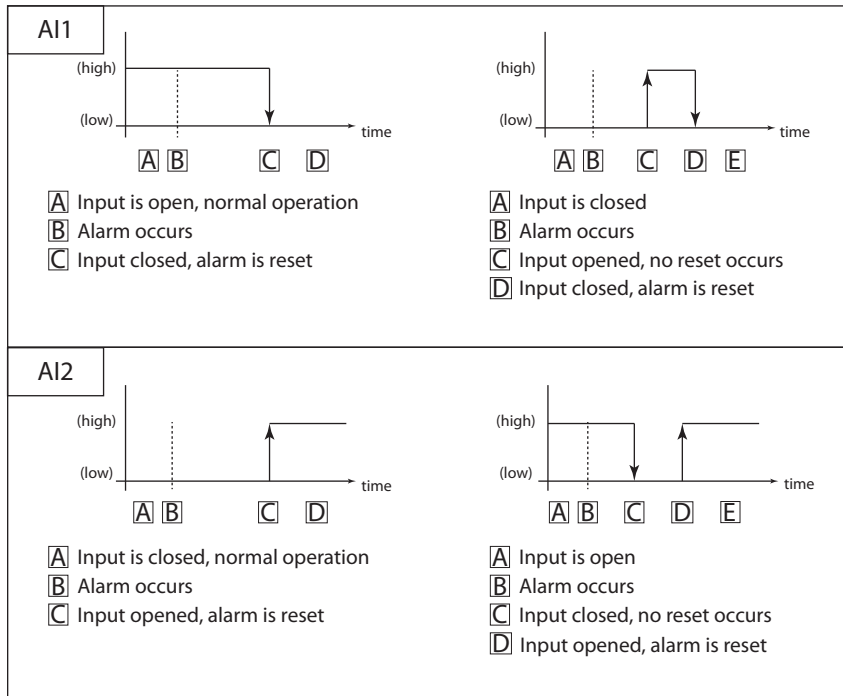 AI1
(high)
(low)
time
A B C D
A Input is open, normal operation
B Alarm occurs
C Input closed, alarm is reset
(high)
(low)
time
A B C D E
A Input is closed
B Alarm occurs
C Input opened, no reset occurs
D Input closed, alarm is reset
AI2
(high)
(low)
time
A B C D
A Input is closed, normal operation
B Alarm occurs
C Input opened, alarm is reset
(high)
(low)
time
A B C D E
A Input is open
B Alarm occurs
C Input closed, no reset occurs
D Input opened, alarm is reset